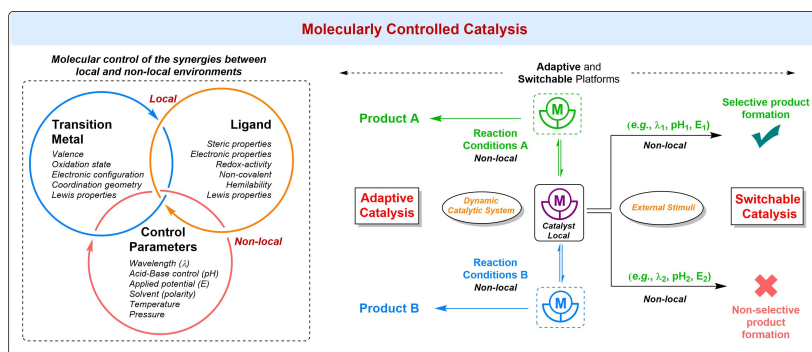 Molecularly Controlled Catalysis
Molecular control of the synergies between
local and non-local environments
Local
Transition
Metal
Valence
Oxidation state
Electronic configuration
Coordination geometry
Lewis properties
Ligand
Steric properties
Electronic properties
Redox-activity
Non-covalent
Hemilability
Lewis properties
Non-local
Control
Parameters
Wavelength (λ)
Acid-Base control (pH)
Applied potential (E)
Solvent (polarity)
Temperature
Pressure
Adaptive and
Switchable Platforms
Product A
M
Reaction
Conditions A
Non-local
Adaptive
Catalysis
Dynamic
Catalytic System
M
Catalyst
Local
Reaction
Conditions B
Non-local
Product B
M
(e.g., λ₁, pH₁, E₁)
Non-local
Selective product
formation
External Stimuli
Switchable
Catalysis
(e.g., λ₂, pH₂, E₂)
Non-local
Non-selective
product
formation